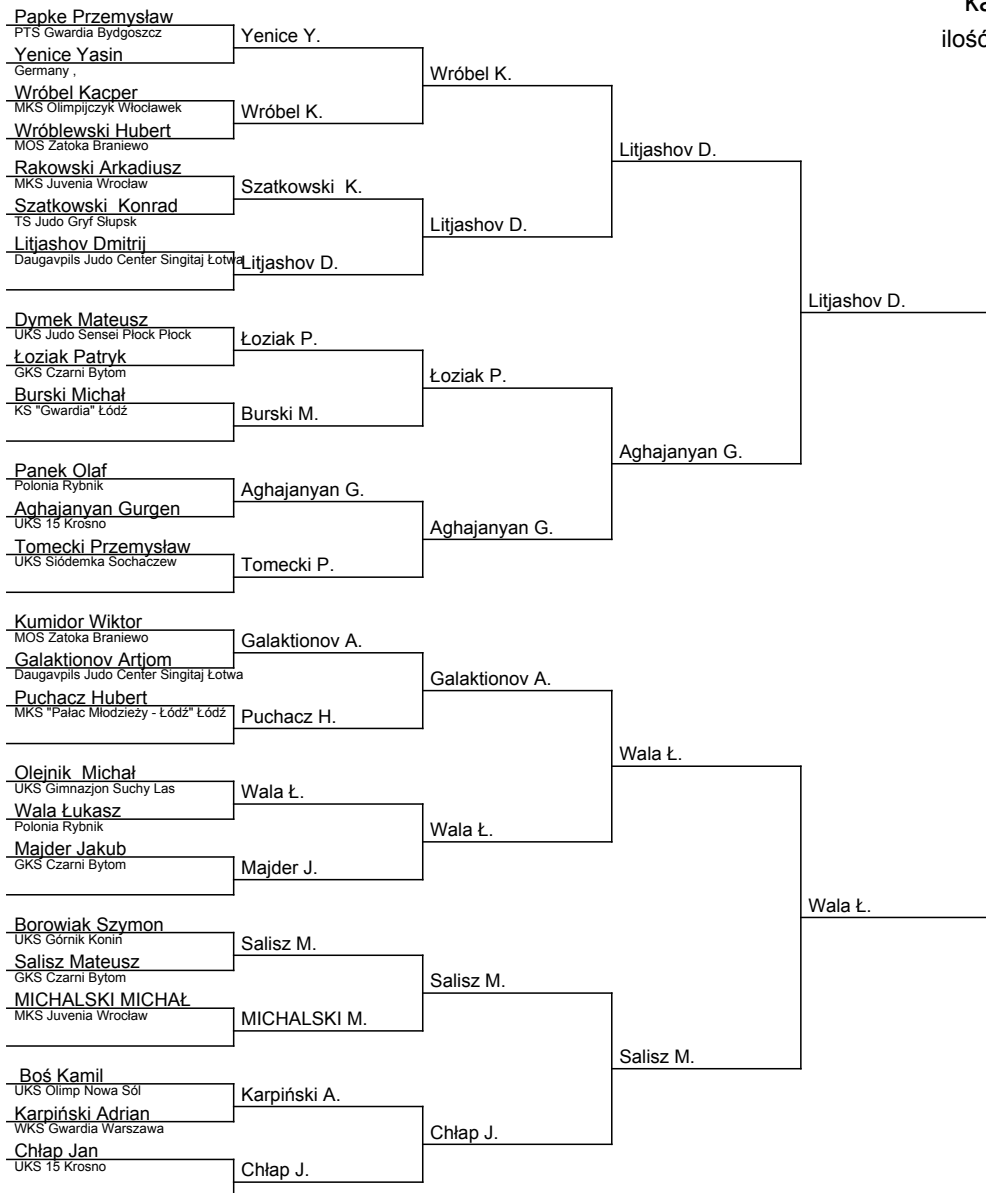 Ka
ilość
Papke Przemysław
PTS Gwardia Bydgoszcz
Yenice Y.
Yenice Yasin
Germany ,
Wróbel K.
Wróbel Kacper
MKS Olimpijczyk Włocławek
Wróbel K.
Wróblewski Hubert
MOS Zatoka Braniewo
Litjashov D.
Rakowski Arkadiusz
MKS Juvenia Wrocław
Szatkowski  K.
Szatkowski  Konrad
TS Judo Gryf Słupsk
Litjashov D.
Litjashov Dmitrij
Daugavpils Judo Center Singitaj Łotwa
Litjashov D.
Litjashov D.
Dymek Mateusz
UKS Judo Sensei Płock Płock
Łoziak P.
Łoziak Patryk
GKS Czarni Bytom
Łoziak P.
Burski Michał
KS "Gwardia" Łódź
Burski M.
Aghajanyan G.
Panek Olaf
Polonia Rybnik
Aghajanyan G.
Aghajanyan Gurgen
UKS 15 Krosno
Aghajanyan G.
Tomecki Przemysław
UKS Siódemka Sochaczew
Tomecki P.
Kumidor Wiktor
MOS Zatoka Braniewo
Galaktionov A.
Galaktionov Artjom
Daugavpils Judo Center Singitaj Łotwa
Galaktionov A.
Puchacz Hubert
MKS "Pałac Młodzieży - Łódź" Łódź
Puchacz H.
Wala Ł.
Olejnik  Michał
UKS Gimnazjon Suchy Las
Wala Ł.
Wala Łukasz
Polonia Rybnik
Wala Ł.
Majder Jakub
GKS Czarni Bytom
Majder J.
Wala Ł.
Borowiak Szymon
UKS Górnik Konin
Salisz M.
Salisz Mateusz
GKS Czarni Bytom
Salisz M.
MICHALSKI MICHAŁ
MKS Juvenia Wrocław
MICHALSKI M.
Salisz M.
Boś Kamil
UKS Olimp Nowa Sól
Karpiński A.
Karpiński Adrian
WKS Gwardia Warszawa
Chłap J.
Chłap Jan
UKS 15 Krosno
Chłap J.